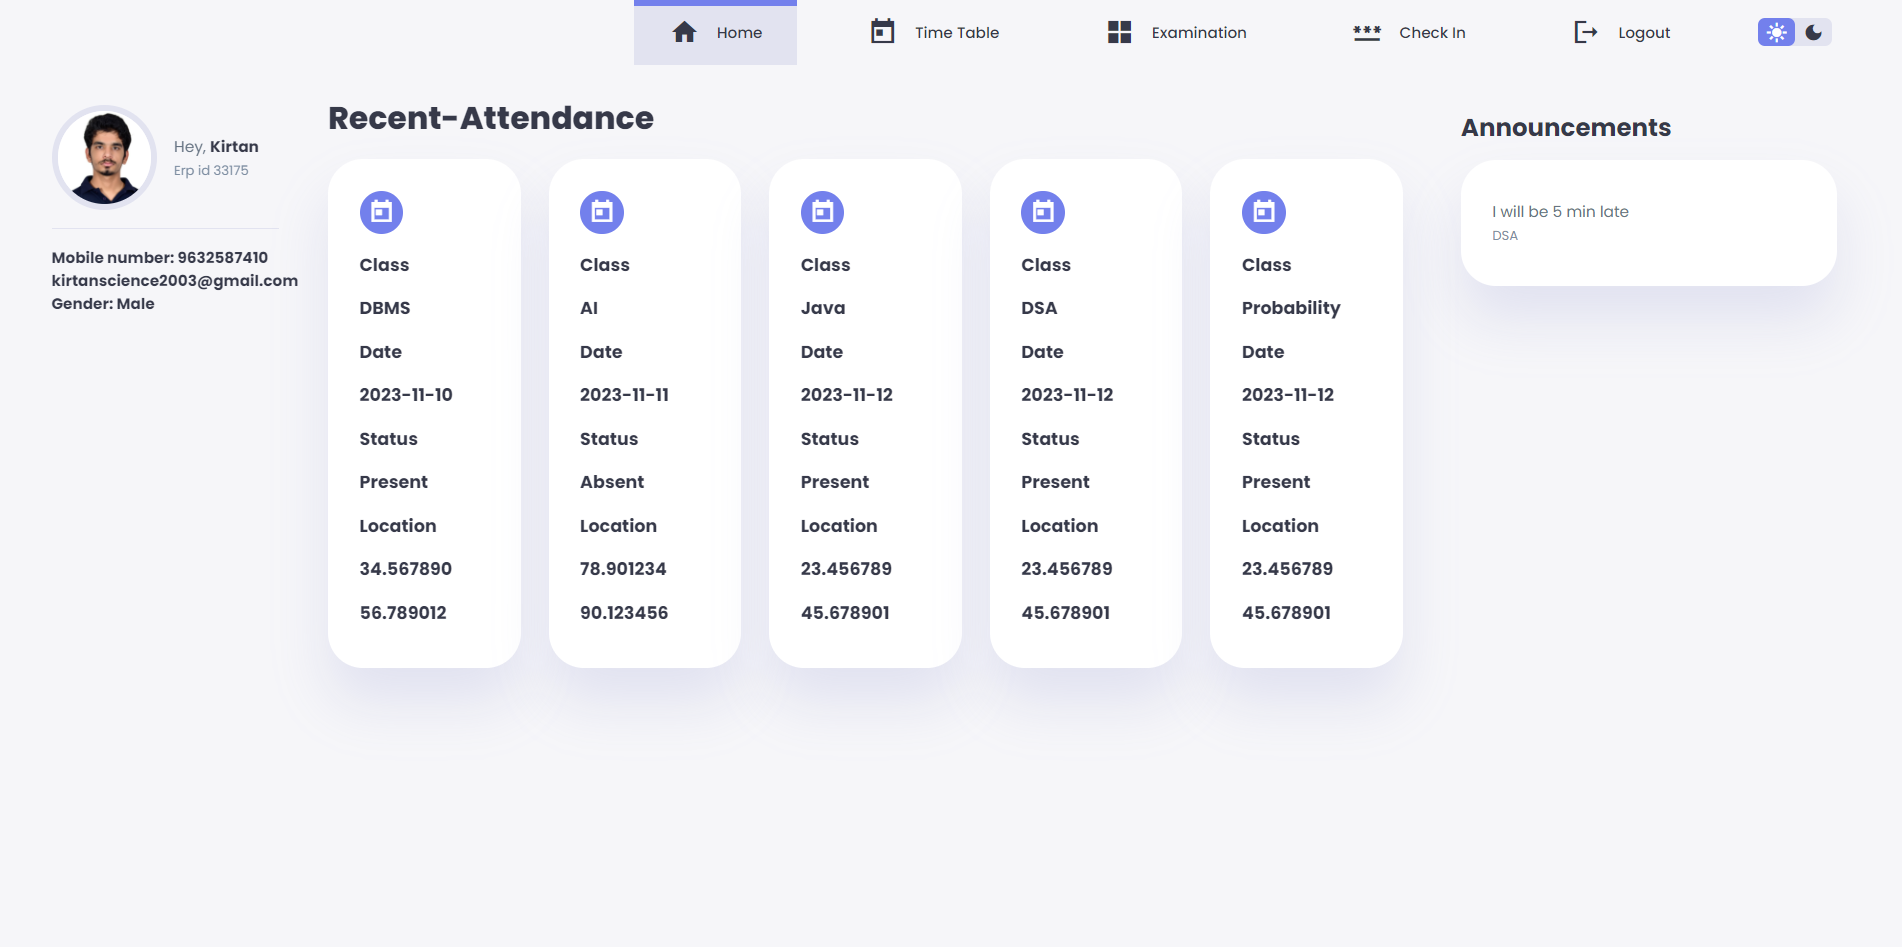 Home
Time Table
Examination
*** Check In
Logout
Hey, Kirtan
Erp id 33175
Mobile number: 9632587410
kirtanscience2003@gmail.com
Gender: Male
Recent-Attendance
Class
DBMS
Date
2023-11-10
Status
Present
Location
34.567890
56.789012
Class
AI
Date
2023-11-11
Status
Absent
Location
78.901234
90.123456
Class
Java
Date
2023-11-12
Status
Present
Location
23.456789
45.678901
Class
DSA
Date
2023-11-12
Status
Present
Location
23.456789
45.678901
Class
Probability
Date
2023-11-12
Status
Present
Location
23.456789
45.678901
Announcements
I will be 5 min late
DSA